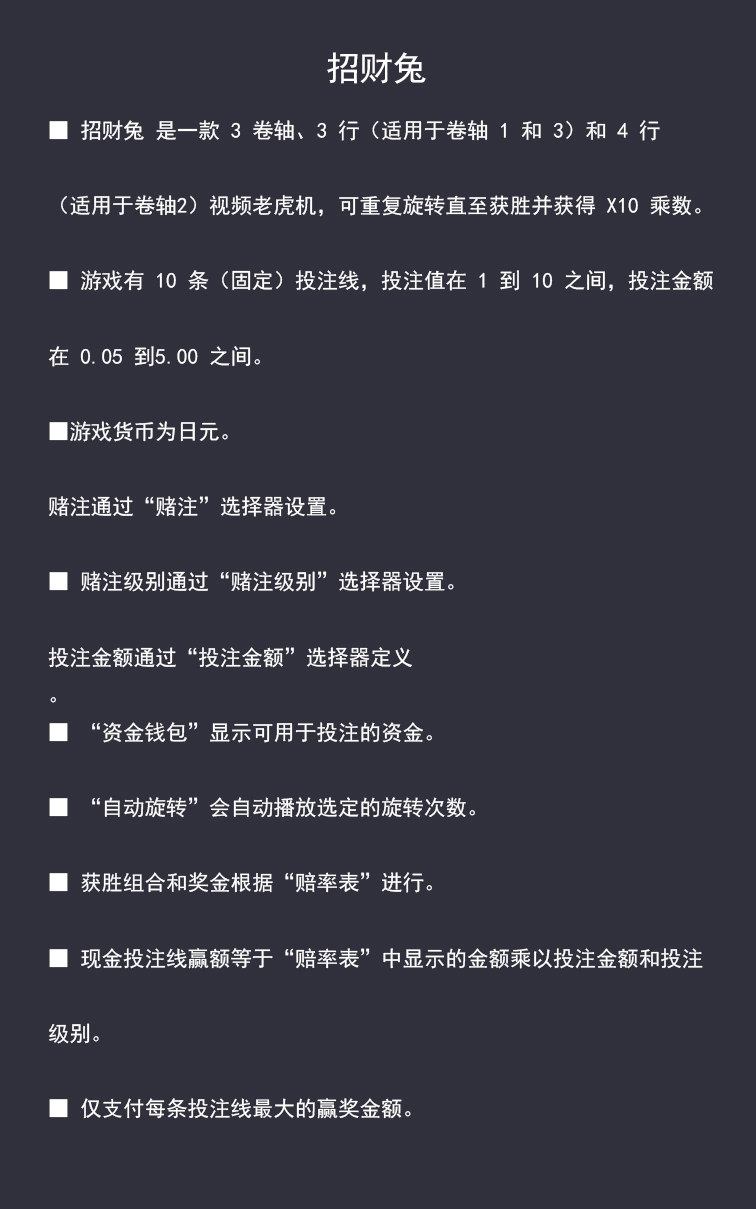 招财兔
■ 招财兔 是一款 3 卷轴、3 行（适用于卷轴 1 和 3）和 4 行
（适用于卷轴2）视频老虎机，可重复旋转直至获胜并获得 X10 乘数。
■ 游戏有 10 条（固定）投注线，投注值在 1 到 10 之间，投注金额
在 0.05 到5.00 之间。
■游戏货币为日元。
赌注通过“赌注”选择器设置。
■ 赌注级别通过“赌注级别”选择器设置。
投注金额通过“投注金额”选择器定义
。
■ “资金钱包”显示可用于投注的资金。
■ “自动旋转”会自动播放选定的旋转次数。
■ 获胜组合和奖金根据“赔率表”进行。
■ 现金投注线赢额等于“赔率表”中显示的金额乘以投注金额和投注
级别。
■ 仅支付每条投注线最大的赢奖金额。